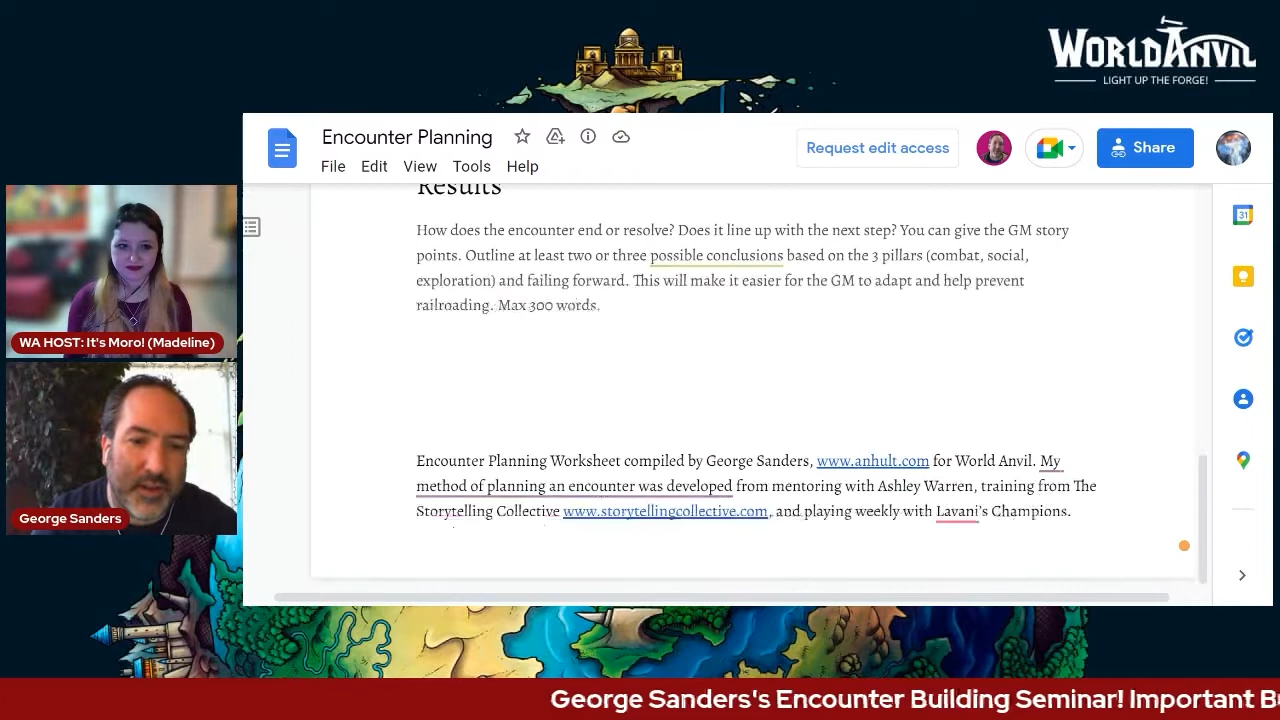 WORLDANVIL
LIGHT UP THE FORGE!
Encounter Planning
File Edit View Tools Help
Request edit access
Share
Results
How does the encounter end or resolve? Does it line up with the next step? You can give the GM story
points. Outline at least two or three possible conclusions based on the 3 pillars (combat, social,
exploration) and failing forward. This will make it easier for the GM to adapt and help prevent
railroading. Max 300 words.
Encounter Planning Worksheet compiled by George Sanders, www.anhult.com for World Anvil. My
method of planning an encounter was developed from mentoring with Ashley Warren, training from The
Storytelling Collective www.storytellingcollective.com, and playing weekly with Lavani's Champions.
31
WA HOST: It's Moro! (Madeline)
George Sanders
George Sanders's Encounter Building Seminar! Important